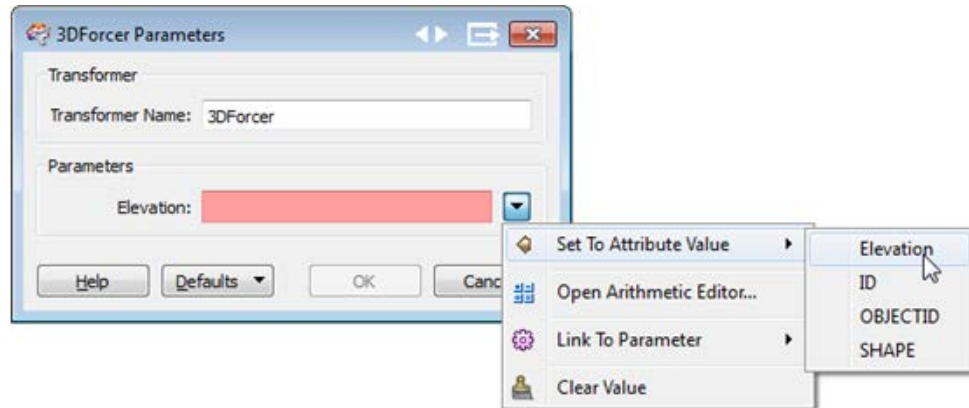 3DForcer Parameters
Transformer
Transformer Name: 3DForcer
Parameters
Elevation:
Help Defaults OK Canc
Set To Attribute Value
Open Arithmetic Editor...
Link To Parameter
Clear Value
Elevation
ID
OBJECTID
SHAPE